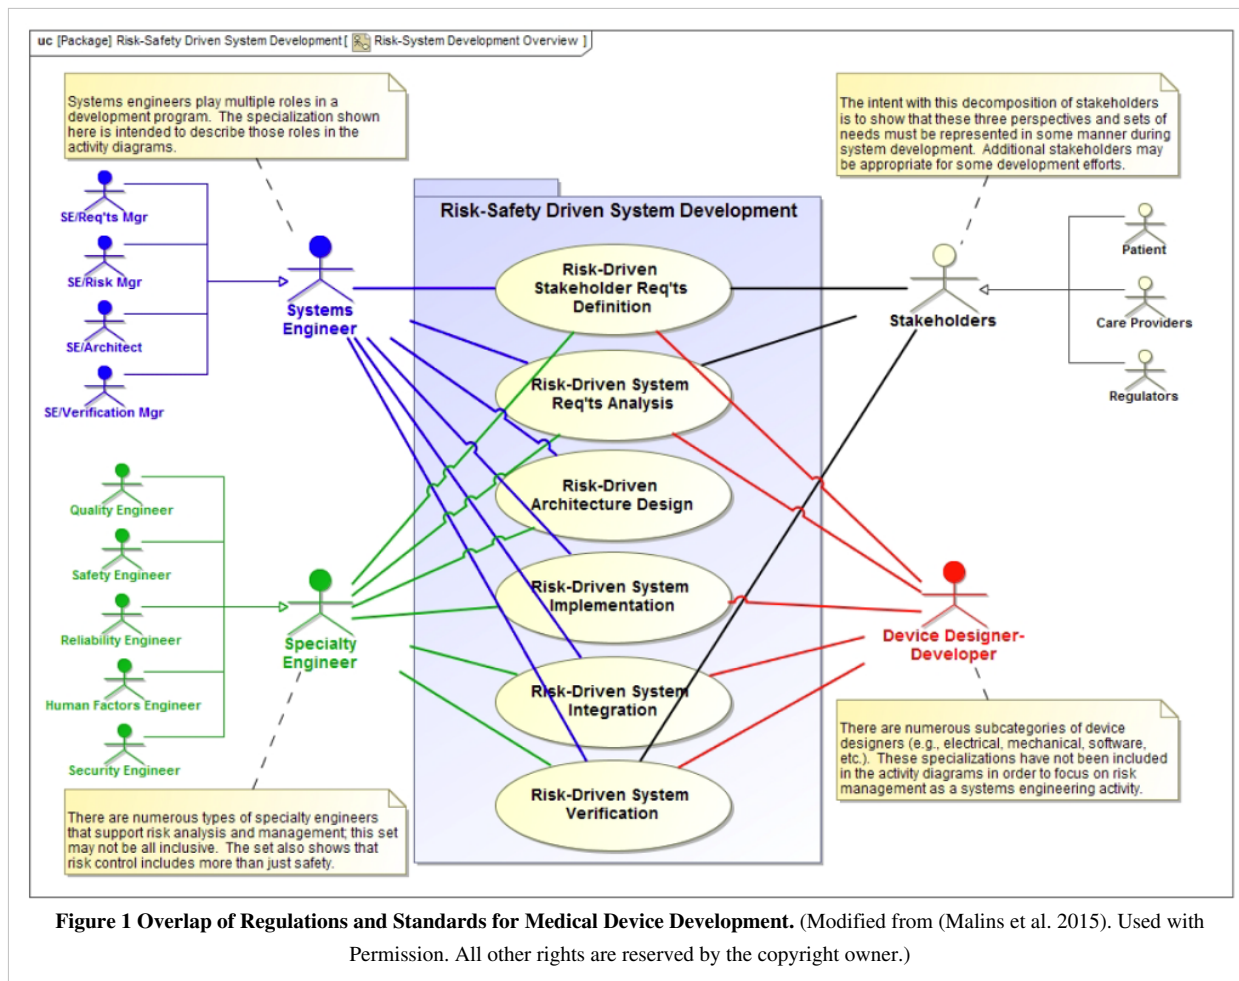 uc [Package] Risk-Safety Driven System Development [ Risk-System Development Overview ]
Systems engineers play multiple roles in a
development program. The specialization shown
here is intended to describe those roles in the
activity diagrams.
The intent with this decomposition of stakeholders
is to show that these three perspectives and sets of
needs must be represented in some manner during
system development. Additional stakeholders may
be appropriate for some development efforts.
SE/Req'ts Mgr
SE/Risk Mgr
SE/Architect
SE/Verification Mgr
Systems
Engineer
Risk-Safety Driven System Development
Risk-Driven
Stakeholder Req'ts
Definition
Risk-Driven System
Req'ts Analysis
Risk-Driven
Architecture Design
Risk-Driven System
Implementation
Risk-Driven System
Integration
Risk-Driven System
Verification
Stakeholders
Patient
Care Providers
Regulators
Quality Engineer
Safety Engineer
Reliability Engineer
Human Factors Engineer
Security Engineer
Specialty
Engineer
Device Designer-
Developer
There are numerous types of specialty engineers
that support risk analysis and management; this set
may not be all inclusive. The set also shows that
risk control includes more than just safety.
There are numerous subcategories of device
designers (e.g., electrical, mechanical, software,
etc.). These specializations have not been included
in the activity diagrams in order to focus on risk
management as a systems engineering activity.
Figure 1 Overlap of Regulations and Standards for Medical Device Development. (Modified from (Malins et al. 2015). Used with
Permission. All other rights are reserved by the copyright owner.)